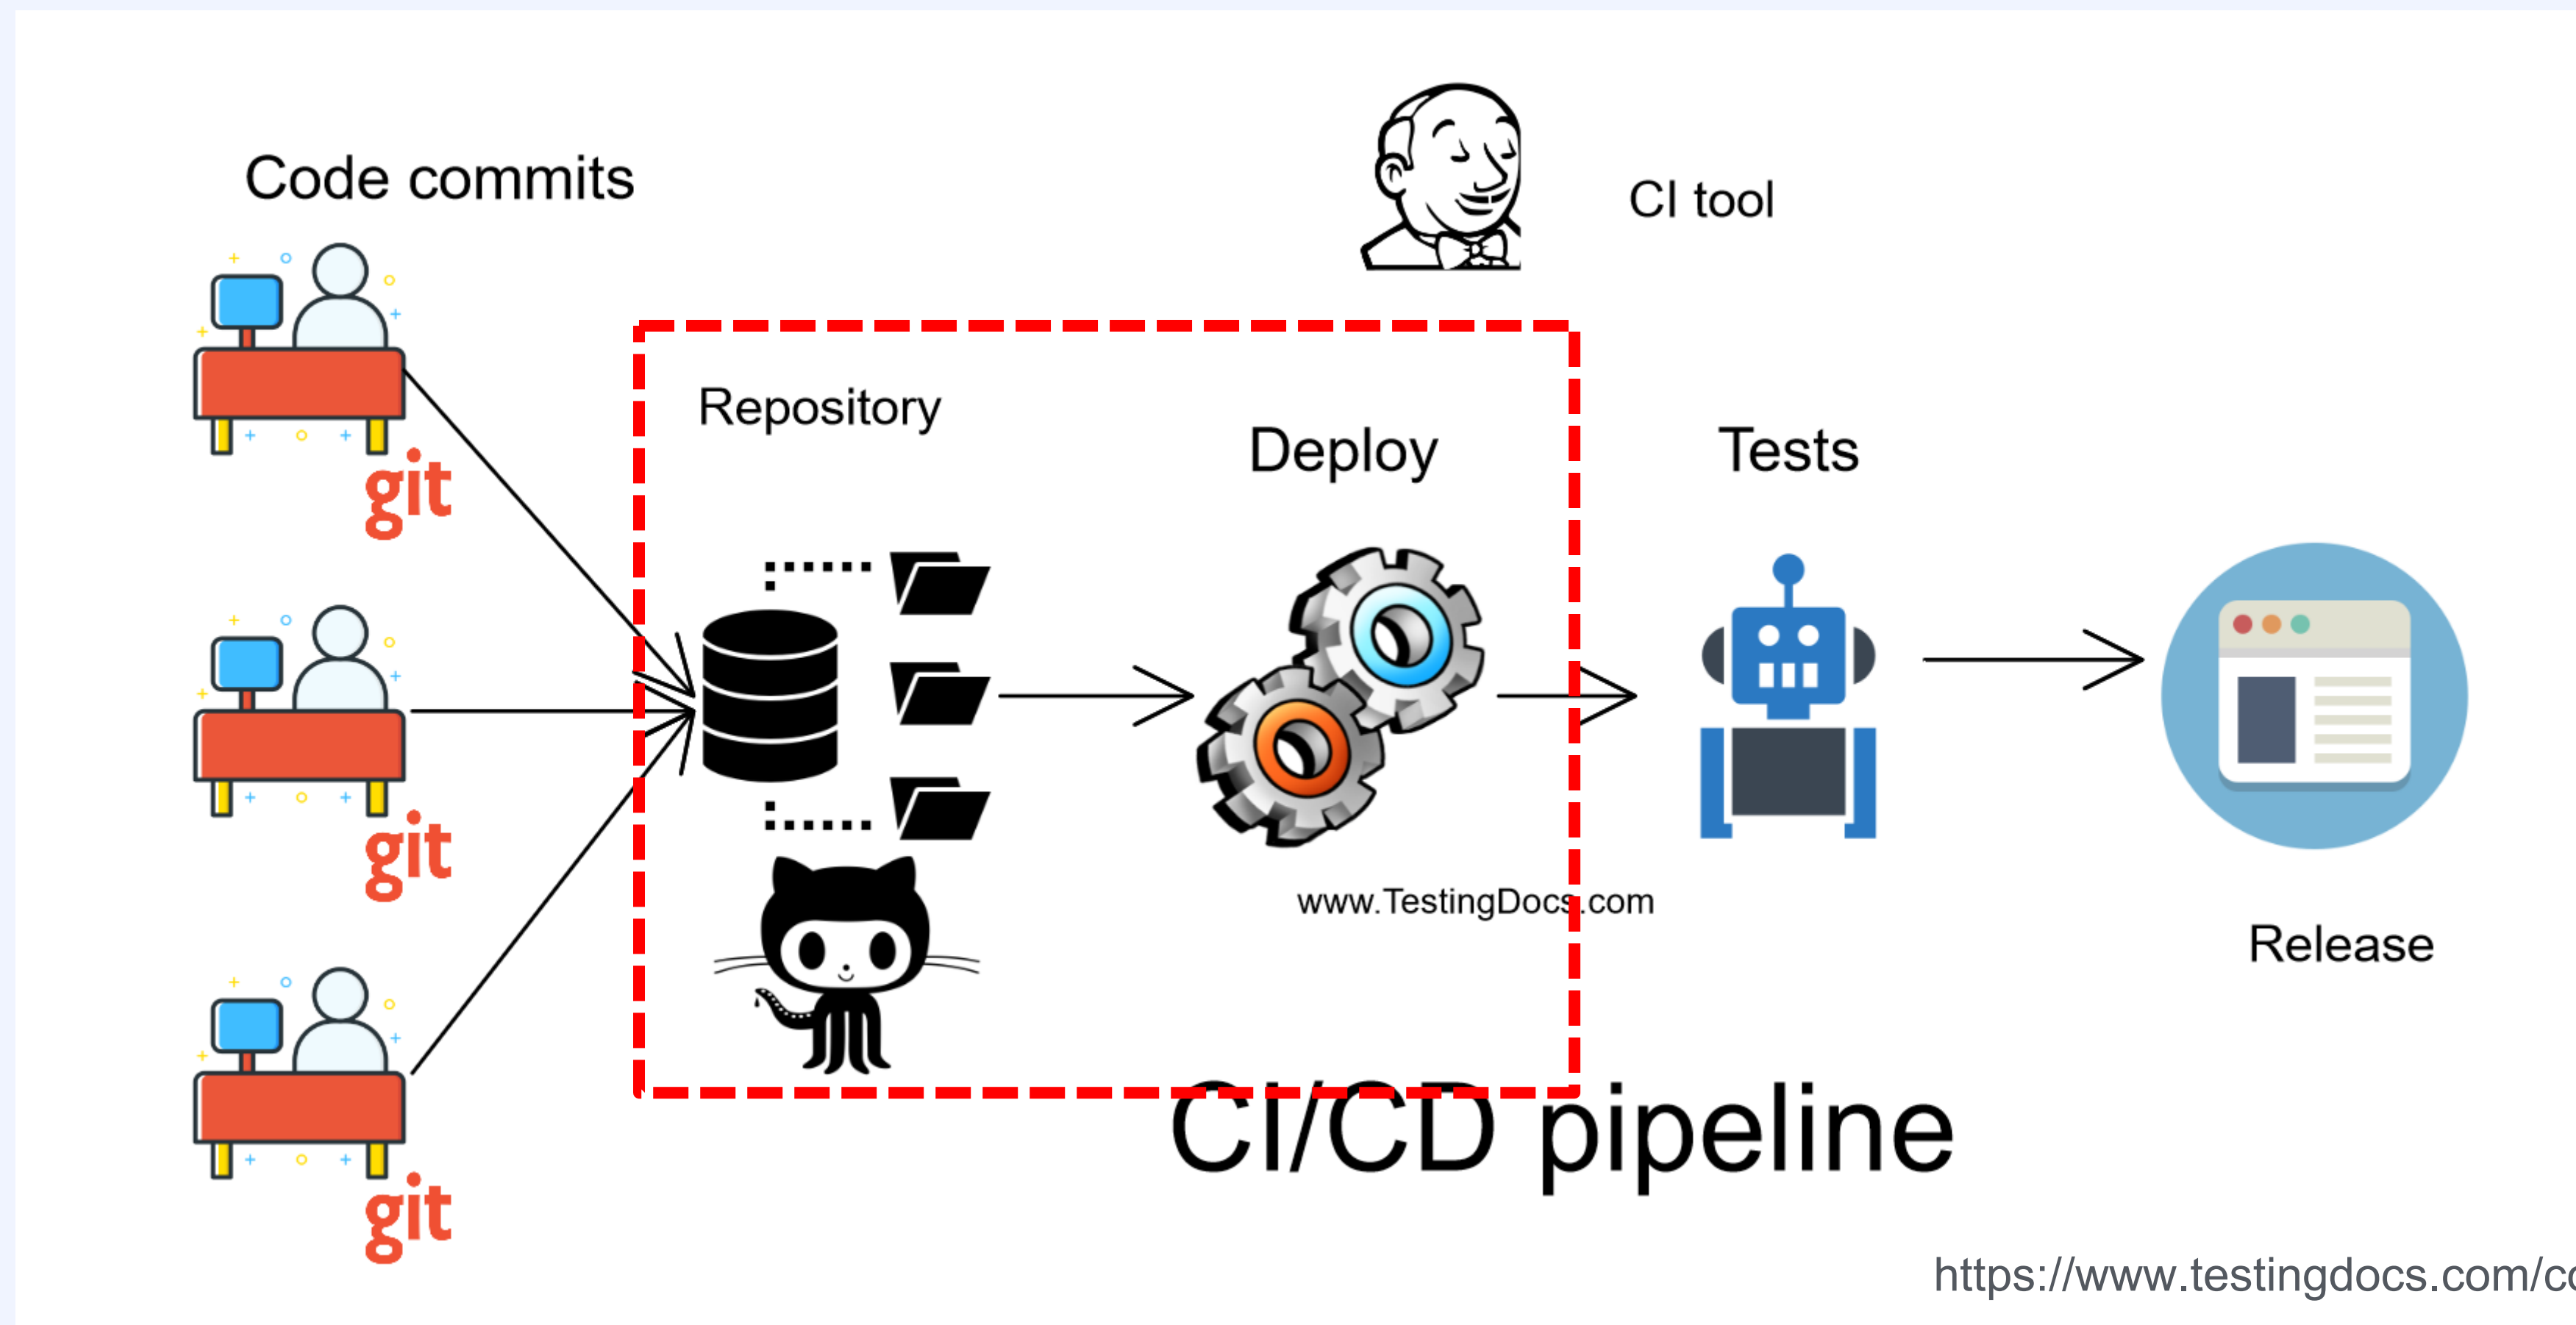 Code commits
CI tool
Repository
Deploy
Tests
git
git
git
www.TestingDocs.com
Release
CI/CD pipeline
https://www.testingdocs.com/co